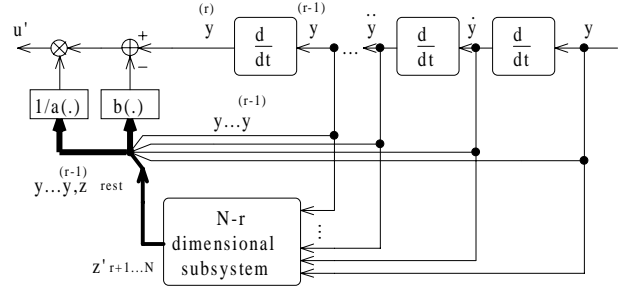 (r) (r-1)
u' y y ÿ ẏ y
+ d/dt ... d/dt d/dt
−
1/a(.) b(.)
(r-1)
y...y
(r-1)
y...y,z rest
N-r
dimensional
subsystem
...
z' r+1...N